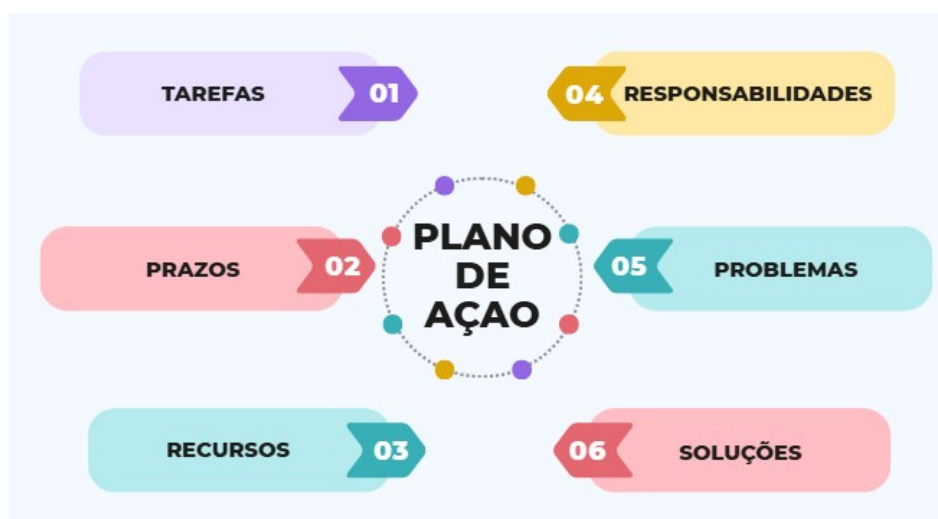 TAREFAS
01
PRAZOS
02
RECURSOS
03
PLANO
DE
AÇAO
04
RESPONSABILIDADES
05
PROBLEMAS
06
SOLUÇÕES